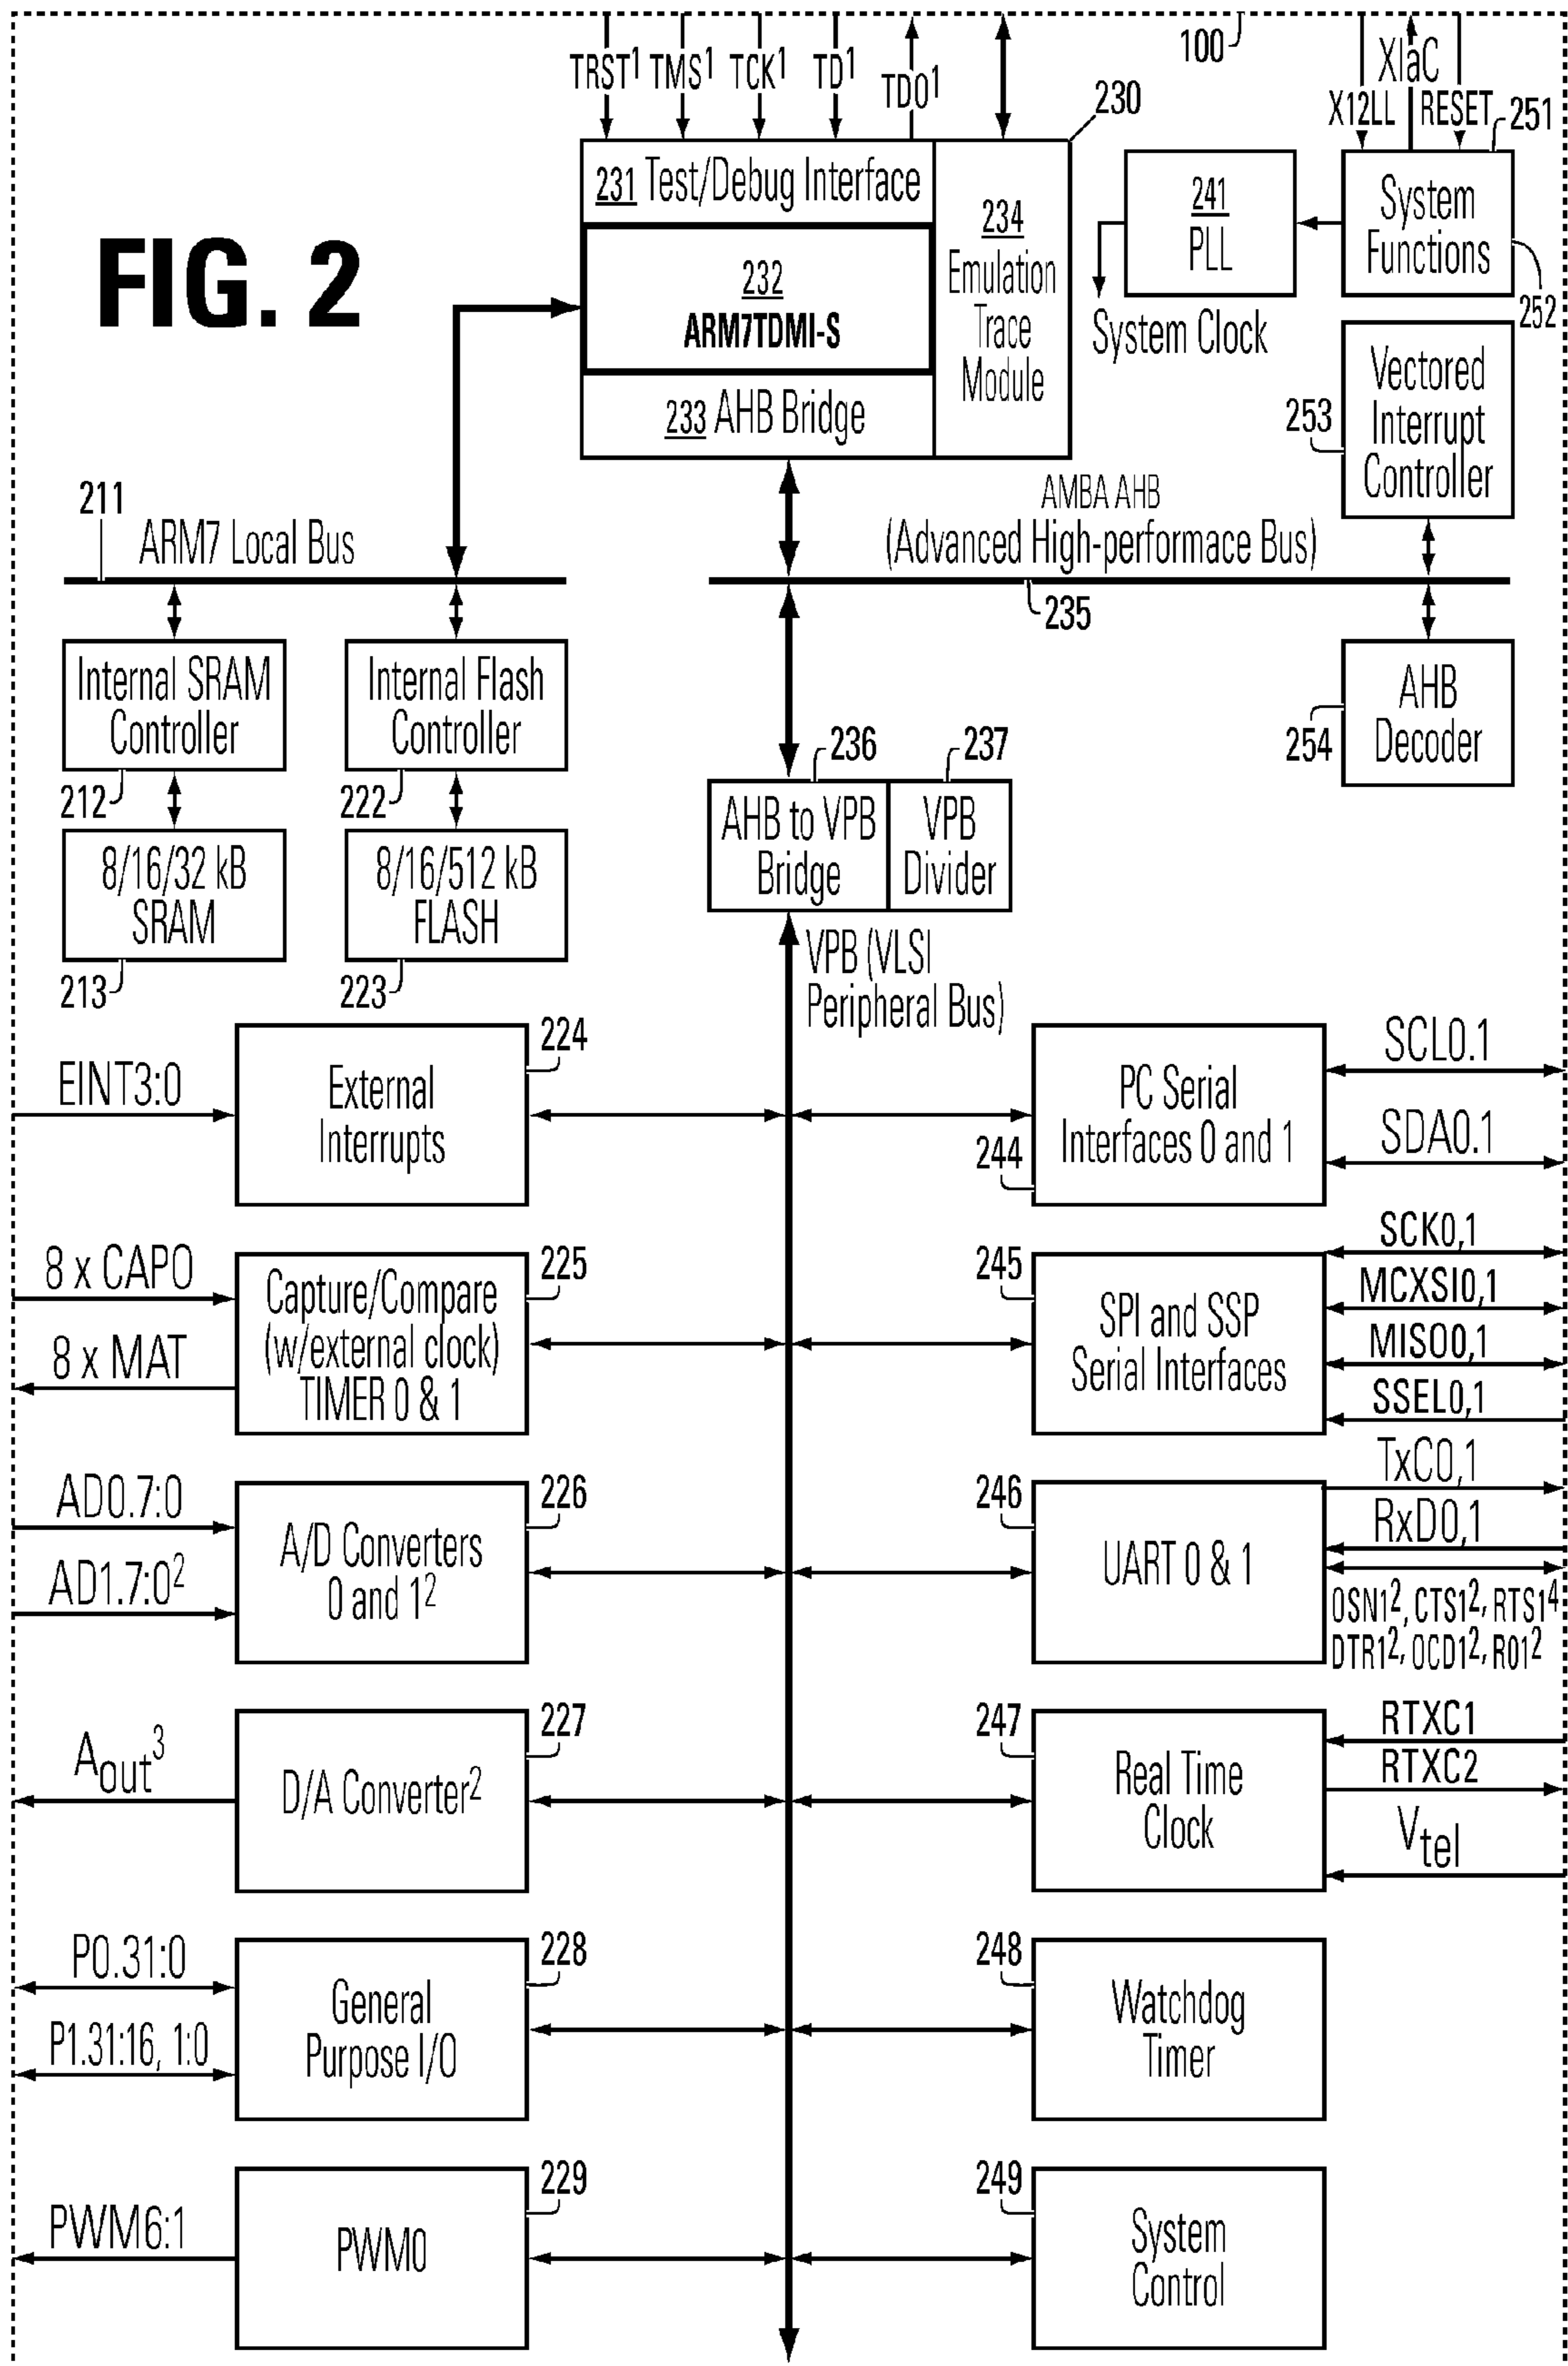 FIG. 2
TRST¹ TMS¹ TCK¹ TD¹ TDO¹
100
X12LL XIaC RESET
230
231 Test/Debug Interface
232
ARM7TDMI-S
233 AHB Bridge
234
Emulation
Trace
Module
241
PLL
System Clock
251
System
Functions
252
253
Vectored
Interrupt
Controller
211
ARM7 Local Bus
AMBA AHB
(Advanced High-performace Bus)
235
Internal SRAM
Controller
212
Internal Flash
Controller
222
8/16/32 kB
SRAM
213
8/16/512 kB
FLASH
223
254
AHB
Decoder
236
237
AHB to VPB
Bridge
VPB
Divider
VPB (VLSI
Peripheral Bus)
EINT3:0
224
External
Interrupts
244
PC Serial
Interfaces 0 and 1
SCL0.1
SDA0.1
8 x CAPO
8 x MAT
225
Capture/Compare
(w/external clock)
TIMER 0 & 1
245
SPI and SSP
Serial Interfaces
SCK0,1
MCXSI0,1
MISO0,1
SSEL0,1
AD0.7:0
AD1.7:0²
226
A/D Converters
0 and 1²
246
UART 0 & 1
TxC0,1
RxD0,1
OSN1², CTS1², RTS1⁴
DTR1², OCD1², R01²
Aout³
227
D/A Converter²
247
Real Time
Clock
RTXC1
RTXC2
Vtel
P0.31:0
P1.31:16, 1:0
228
General
Purpose I/O
248
Watchdog
Timer
PWM6:1
229
PWM0
249
System
Control